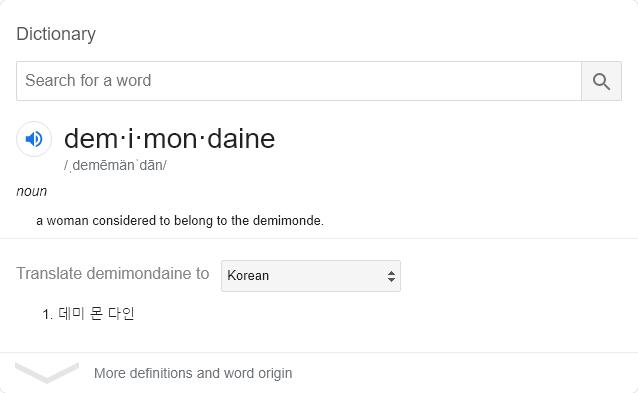 Dictionary
Search for a word
dem·i·mon·daine
/ˌdemēmänˈdān/
noun
a woman considered to belong to the demimonde.
Translate demimondaine to Korean
1. 데미 몬 다인
More definitions and word origin